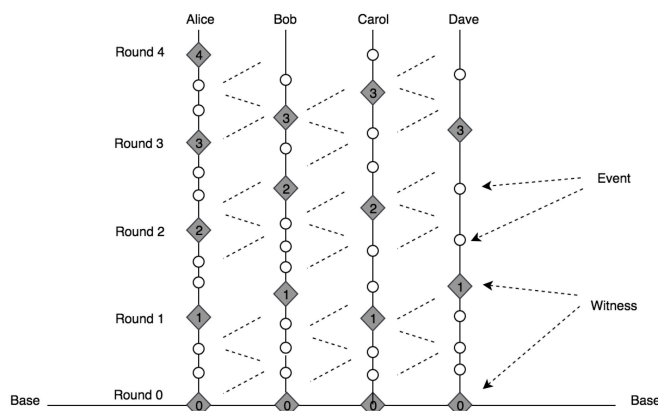 Alice Bob Carol Dave
Round 4 4
3
3
Round 3 3 3
Event
2
2
Round 2 2
1 1
Witness
Round 1 1 1
Round 0
Base 0 0 0 0 Base